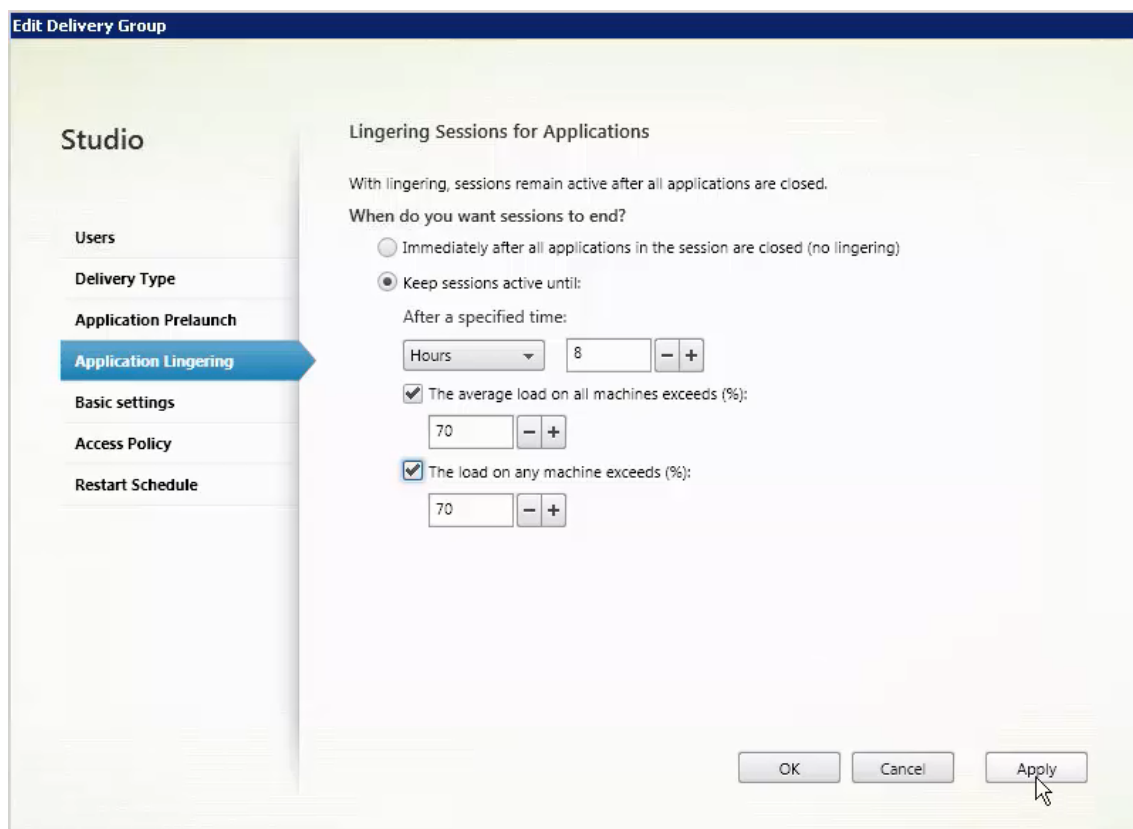 Edit Delivery Group
Studio
Users
Delivery Type
Application Prelaunch
Application Lingering
Basic settings
Access Policy
Restart Schedule
Lingering Sessions for Applications
With lingering, sessions remain active after all applications are closed.
When do you want sessions to end?
Immediately after all applications in the session are closed (no lingering)
Keep sessions active until:
After a specified time:
Hours 8 − +
The average load on all machines exceeds (%):
70 − +
The load on any machine exceeds (%):
70 − +
OK Cancel Apply